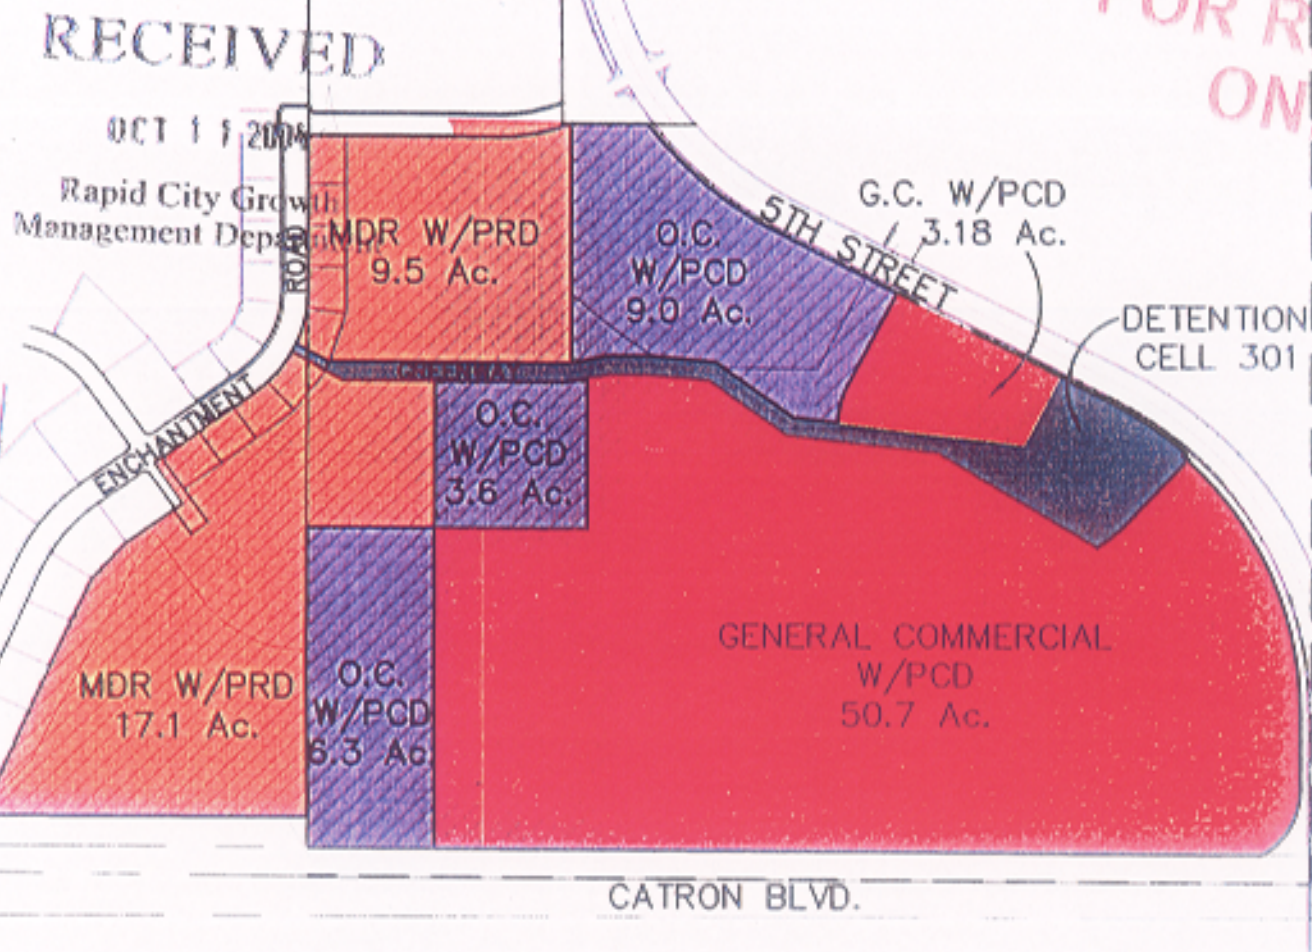 RECEIVED
OCT 1 1
Rapid City Growth
Management Department
FOR R
ON
ROAD
ENCHANTMENT
MDR W/PRD
9.5 Ac.
O.C.
W/PCD
9.0 Ac.
5TH STREET
G.C. W/PCD
3.18 Ac.
DETENTION
CELL 301
O.C.
W/PCD
3.6 Ac.
MDR W/PRD
17.1 Ac.
O.C.
W/PCD
6.3 Ac.
GENERAL COMMERCIAL
W/PCD
50.7 Ac.
CATRON BLVD.